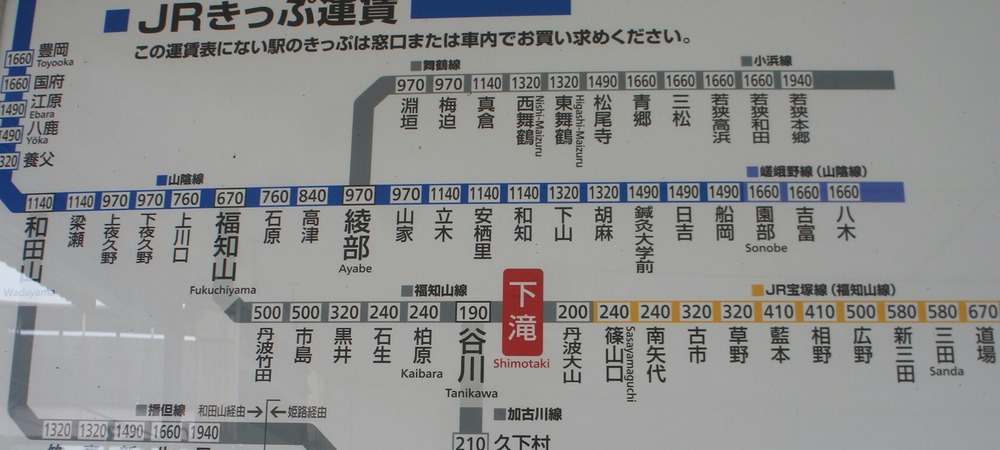 ■JRきっぷ運賃
この運賃表にない駅のきっぷは窓口または車内でお買い求めください。
1660 豊岡 Toyooka
1660 国府
1490 江原 Ebara
1490 八鹿 Yōka
320 養父
■舞鶴線
■小浜線
970 970 1140 1320 1320 1490 1660 1660 1660 1660 1940
淵垣 梅迫 真倉 西舞鶴 Nishi-Maizuru 東舞鶴 Higashi-Maizuru 松尾寺 青郷 三松 若狭高浜 若狭和田 若狭本郷
■山陰線
■嵯峨野線(山陰線)
1140 1140 970 970 760 670 760 840 970 970 1140 1140 1140 1320 1320 1490 1490 1490 1660 1660 1660
和田山 梁瀬 上夜久野 下夜久野 上川口 福知山 石原 高津 綾部 山家 立木 安栖里 和知 下山 胡麻 鍼灸大学前 日吉 船岡 園部 吉富 八木
Wadayama Fukuchiyama Ayabe Sonobe
■福知山線
■JR宝塚線(福知山線)
500 500 320 240 240 190 下滝 200 240 240 320 320 410 410 500 580 580 670
丹波竹田 市島 黒井 石生 柏原 谷川 Shimotaki 丹波大山 篠山口 Sasayamaguchi 南矢代 古市 草野 藍本 相野 広野 新三田 三田 道場
Kaibara Tanikawa Sanda
■播但線 和田山経由→ ←姫路経由
■加古川線
1320 1320 1490 1660 1940
210 久下村